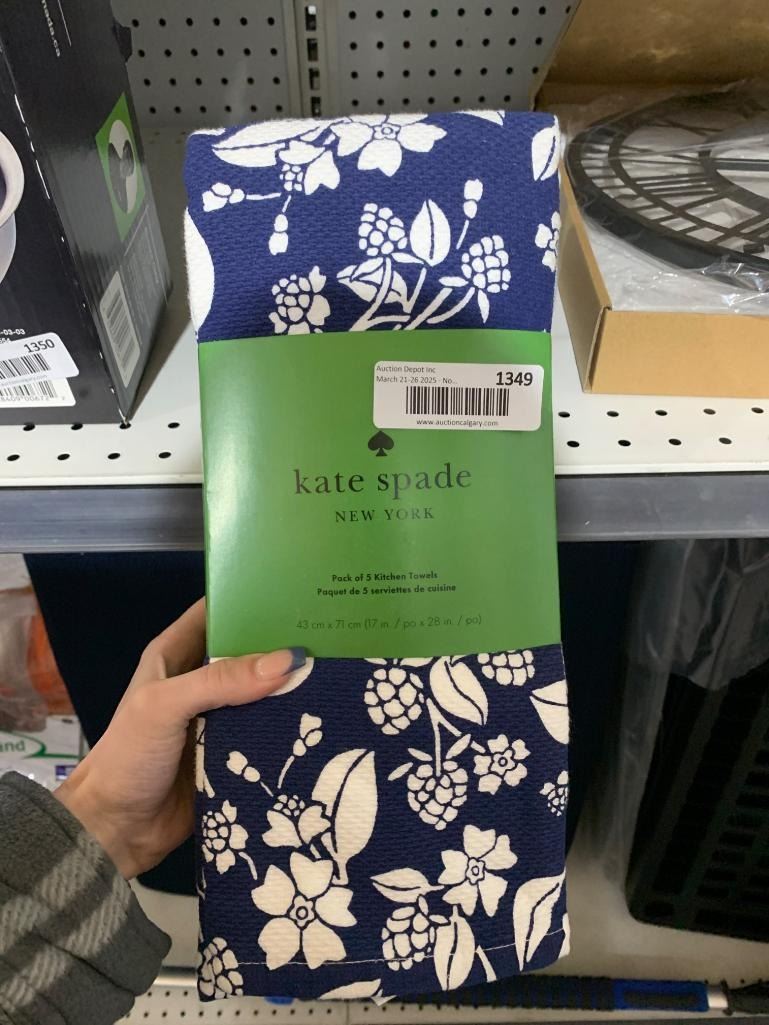 Auction Depot Inc
March 21-26 2025 - No...
1349
www.auctioncalgary.com
kate spade
NEW YORK
Pack of 5 Kitchen Towels
Paquet de 5 serviettes de cuisine
43 cm x 71 cm (17 in. / po x 28 in. / po)
-03-03
1350